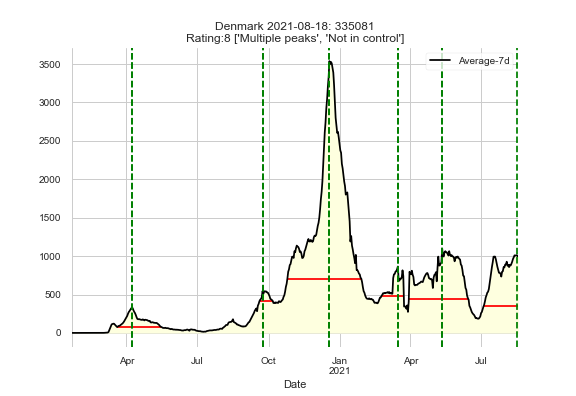 Denmark 2021-08-18: 335081
Rating:8 ['Multiple peaks', 'Not in control']
Average-7d
3500
3000
2500
2000
1500
1000
500
0
Apr Jul Oct Jan Apr Jul
2021
Date